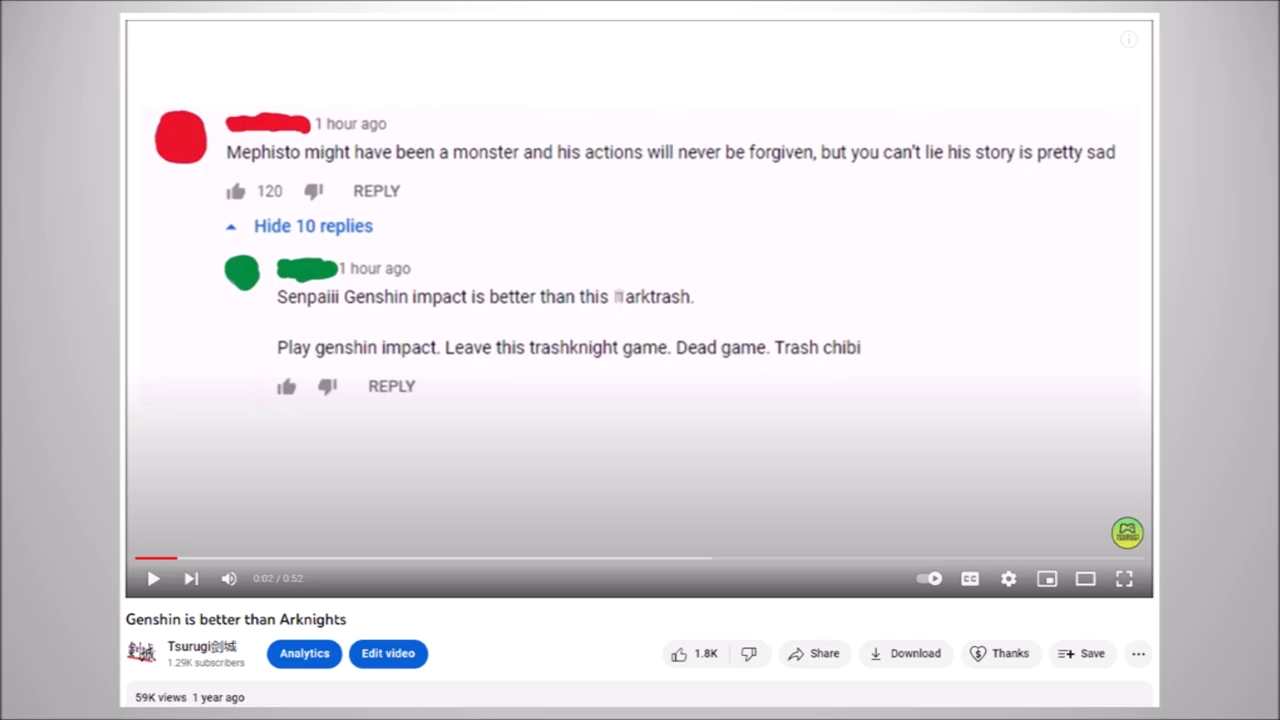 1 hour ago
Mephisto might have been a monster and his actions will never be forgiven, but you can't lie his story is pretty sad
120 REPLY
Hide 10 replies
1 hour ago
Senpaiii Genshin impact is better than this arktrash.
Play genshin impact. Leave this trashknight game. Dead game. Trash chibi
REPLY
TSURUGI
0:02 / 0:52 CC
Genshin is better than Arknights
Tsurugi剑城
1.29K subscribers
Analytics Edit video 1.8K Share Download Thanks Save
59K views 1 year ago